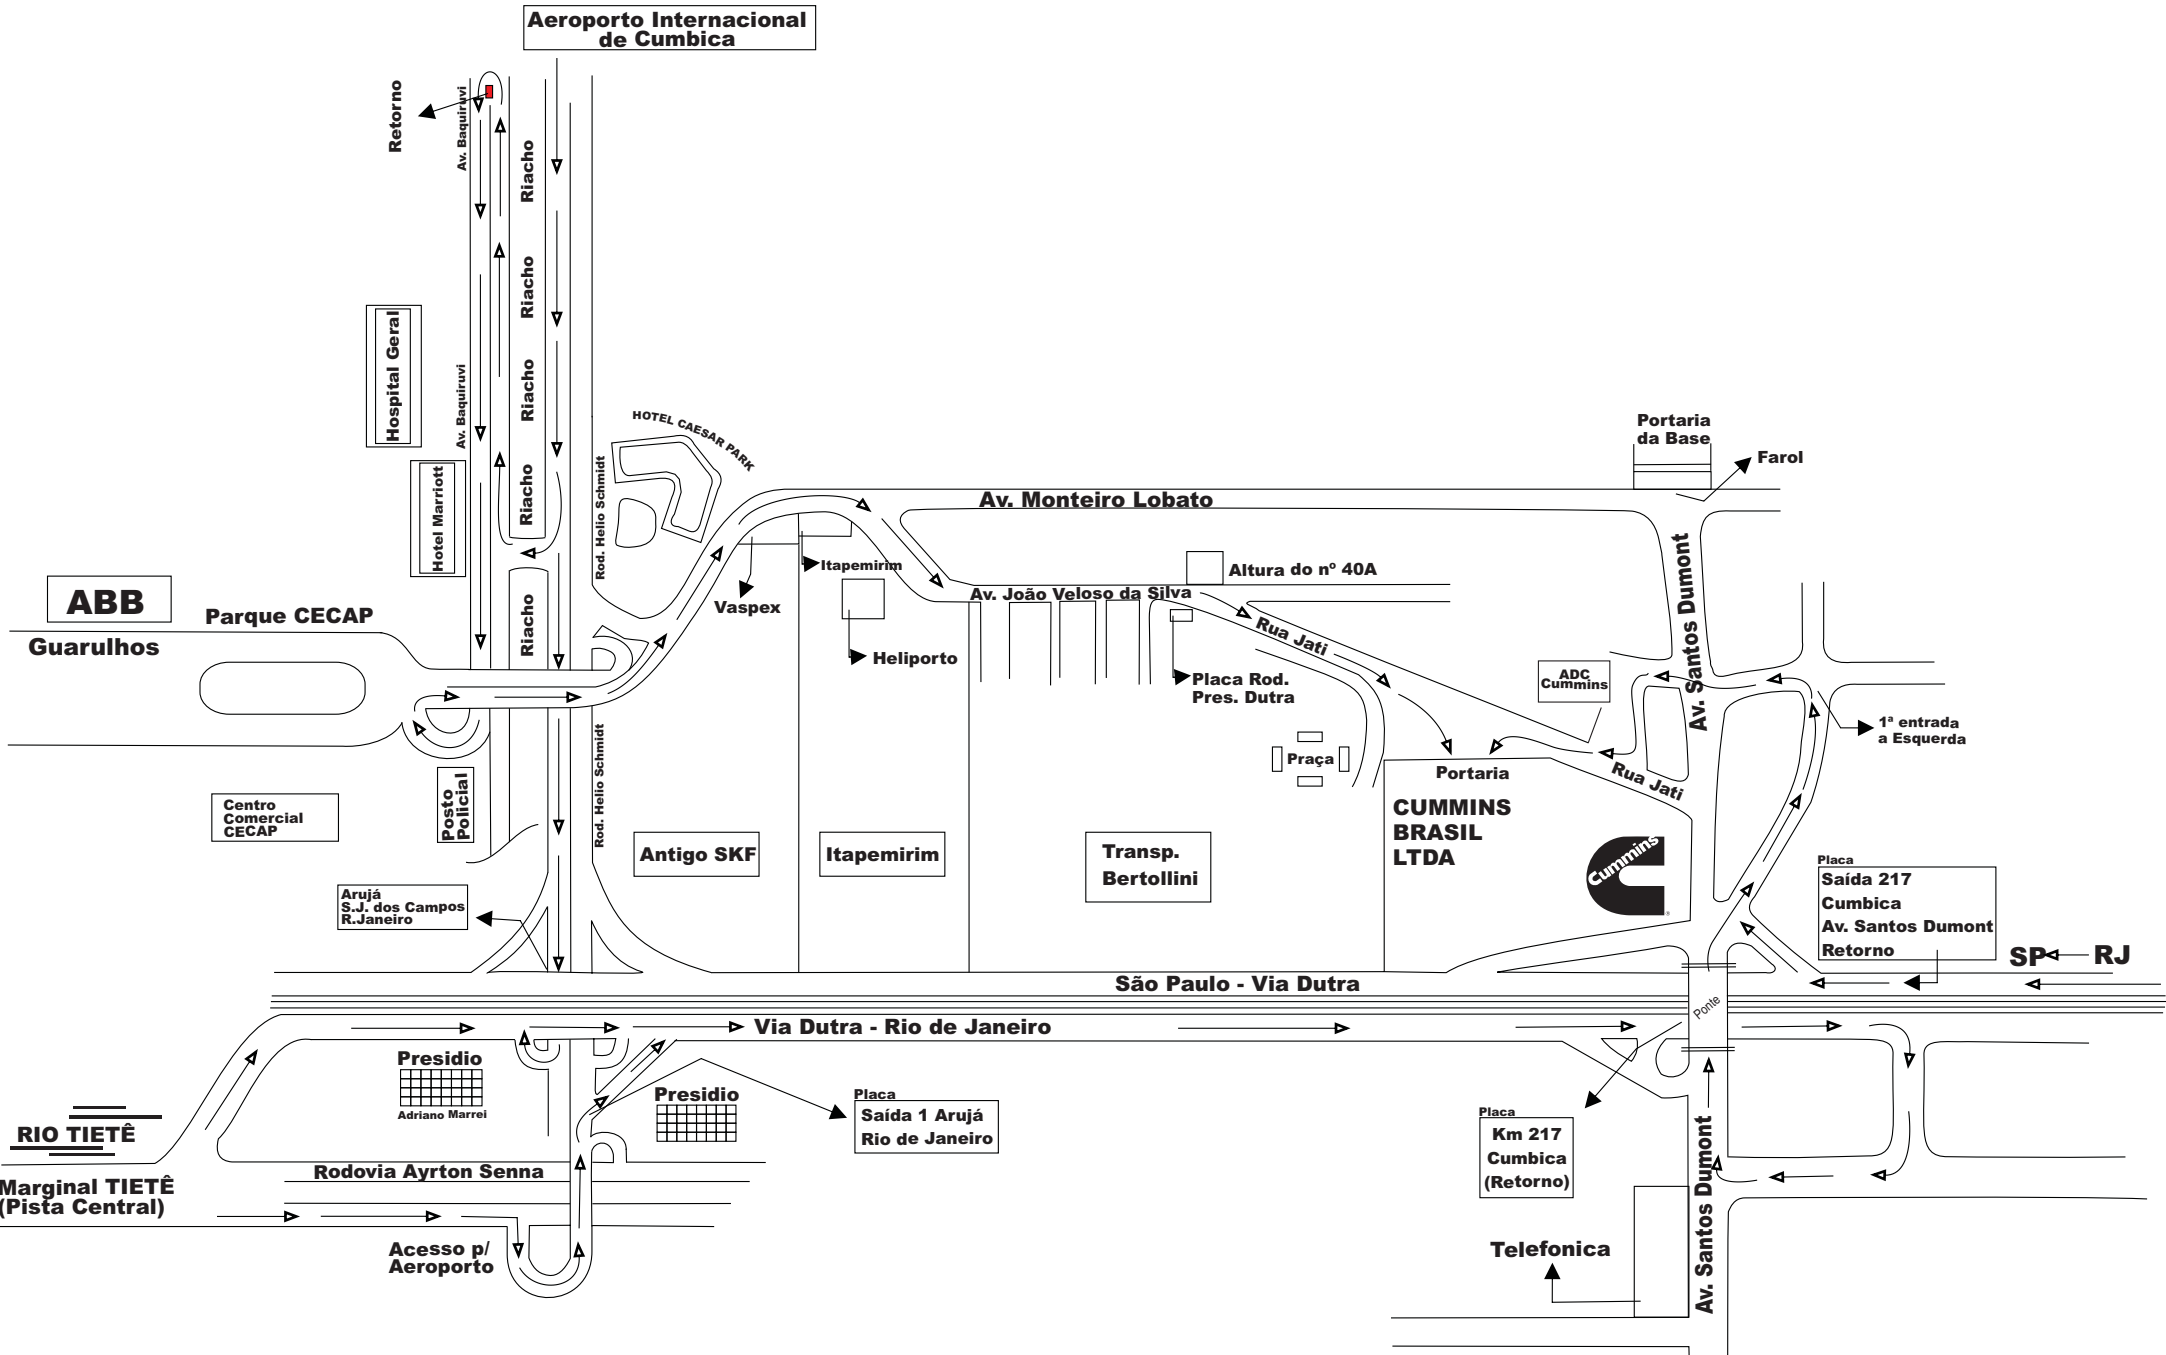 Aeroporto Internacional
de Cumbica
Retorno
Av. Baquiruvi
Riacho
Riacho
Hospital Geral
Av. Baquiruvi
Riacho
HOTEL CAESAR PARK
Portaria
da Base
Farol
Hotel Marriott
Riacho
Rod. Helio Schmidt
Av. Monteiro Lobato
Itapemirim
Altura do nº 40A
Av. Santos Dumont
ABB
Parque CECAP
Guarulhos
Riacho
Vaspex
Av. João Veloso da Silva
Rua Jati
Heliporto
Placa Rod.
Pres. Dutra
ADC
Cummins
1ª entrada
a Esquerda
Praça
Portaria
Rua Jati
Centro
Comercial
CECAP
Posto
Policial
Rod. Helio Schmidt
Antigo SKF
Itapemirim
Transp.
Bertollini
CUMMINS
BRASIL
LTDA
Cummins
®
Placa
Saída 217
Cumbica
Av. Santos Dumont
Retorno
Arujá
S.J. dos Campos
R.Janeiro
SP
RJ
São Paulo - Via Dutra
Ponte
Via Dutra - Rio de Janeiro
Presidio
Adriano Marrei
Presidio
Placa
Saída 1 Arujá
Rio de Janeiro
Placa
Km 217
Cumbica
(Retorno)
Av. Santos Dumont
RIO TIETÊ
Rodovia Ayrton Senna
Marginal TIETÊ
(Pista Central)
Acesso p/
Aeroporto
Telefonica